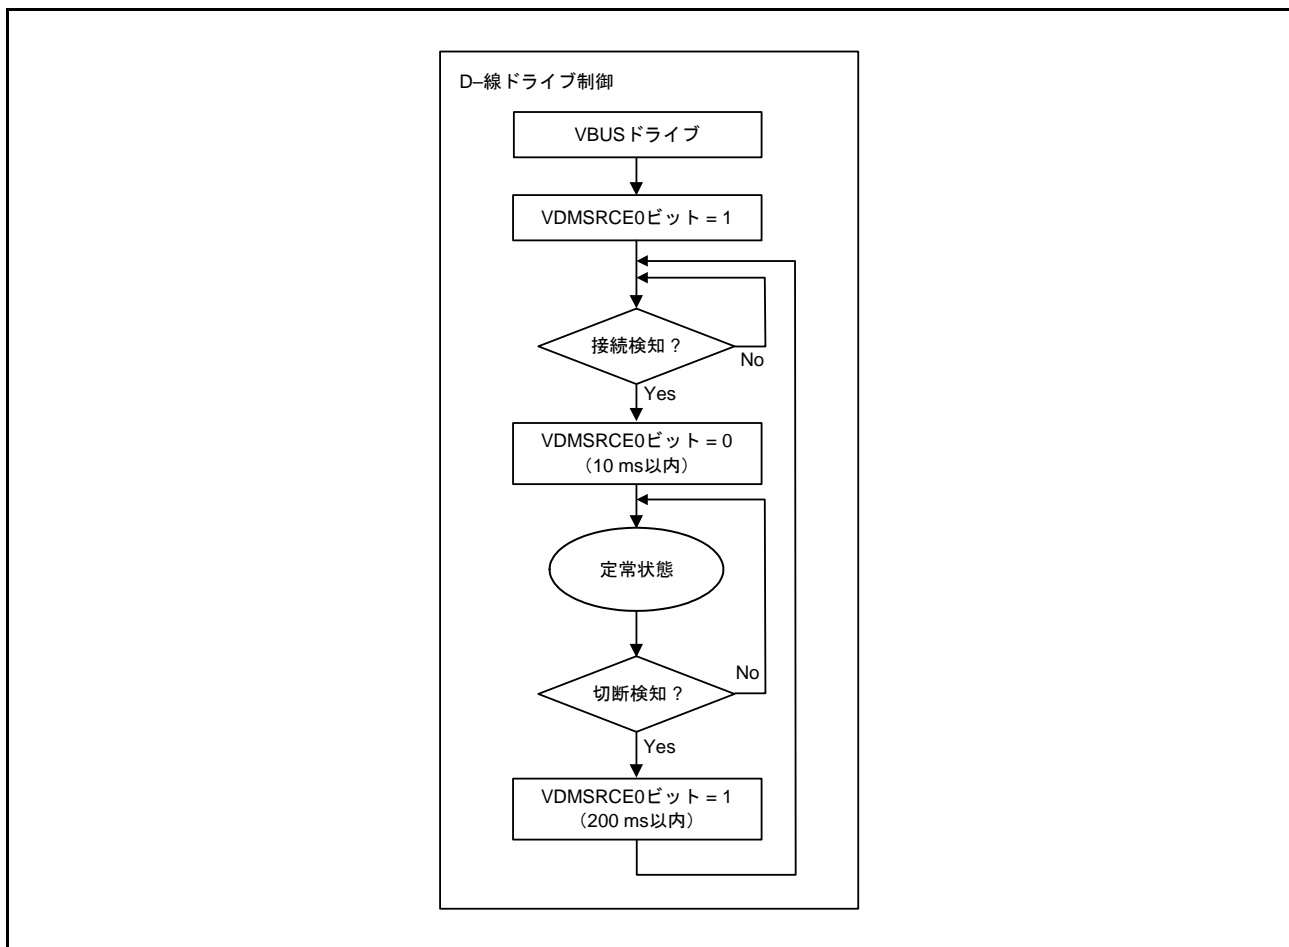 D–線ドライブ制御
VBUSドライブ
VDMSRCE0ビット = 1
接続検知 ?
No
Yes
VDMSRCE0ビット = 0
（10 ms以内）
定常状態
切断検知 ?
No
Yes
VDMSRCE0ビット = 1
（200 ms以内）